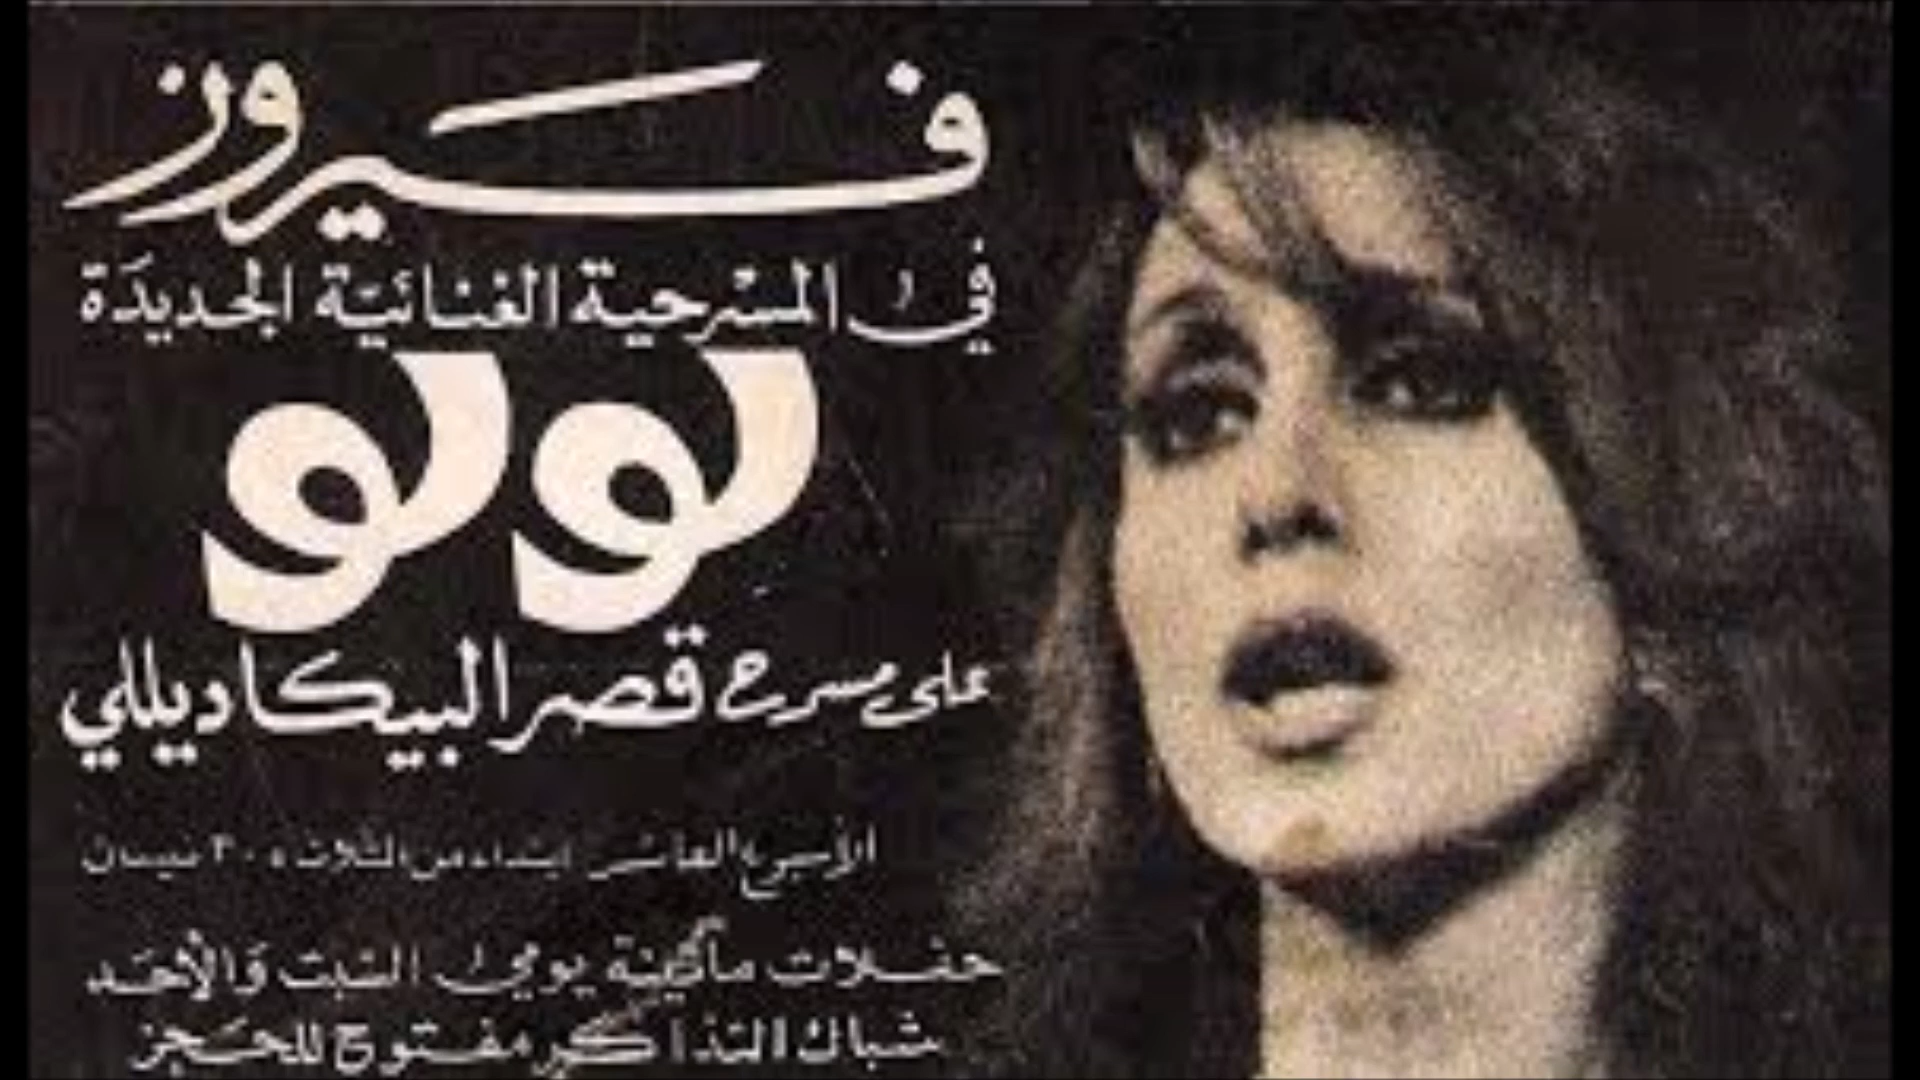 فيروز
في المسرحية الغنائية الجديدة
لولو
على مسرح قصر البيكاديللي
الأسبوع العاشر ابتداء من الثلاثاء ٣٠ نيسان
حفلات ماتينة يومي السبت والأحد
شباك التذاكر مفتوح للحجز